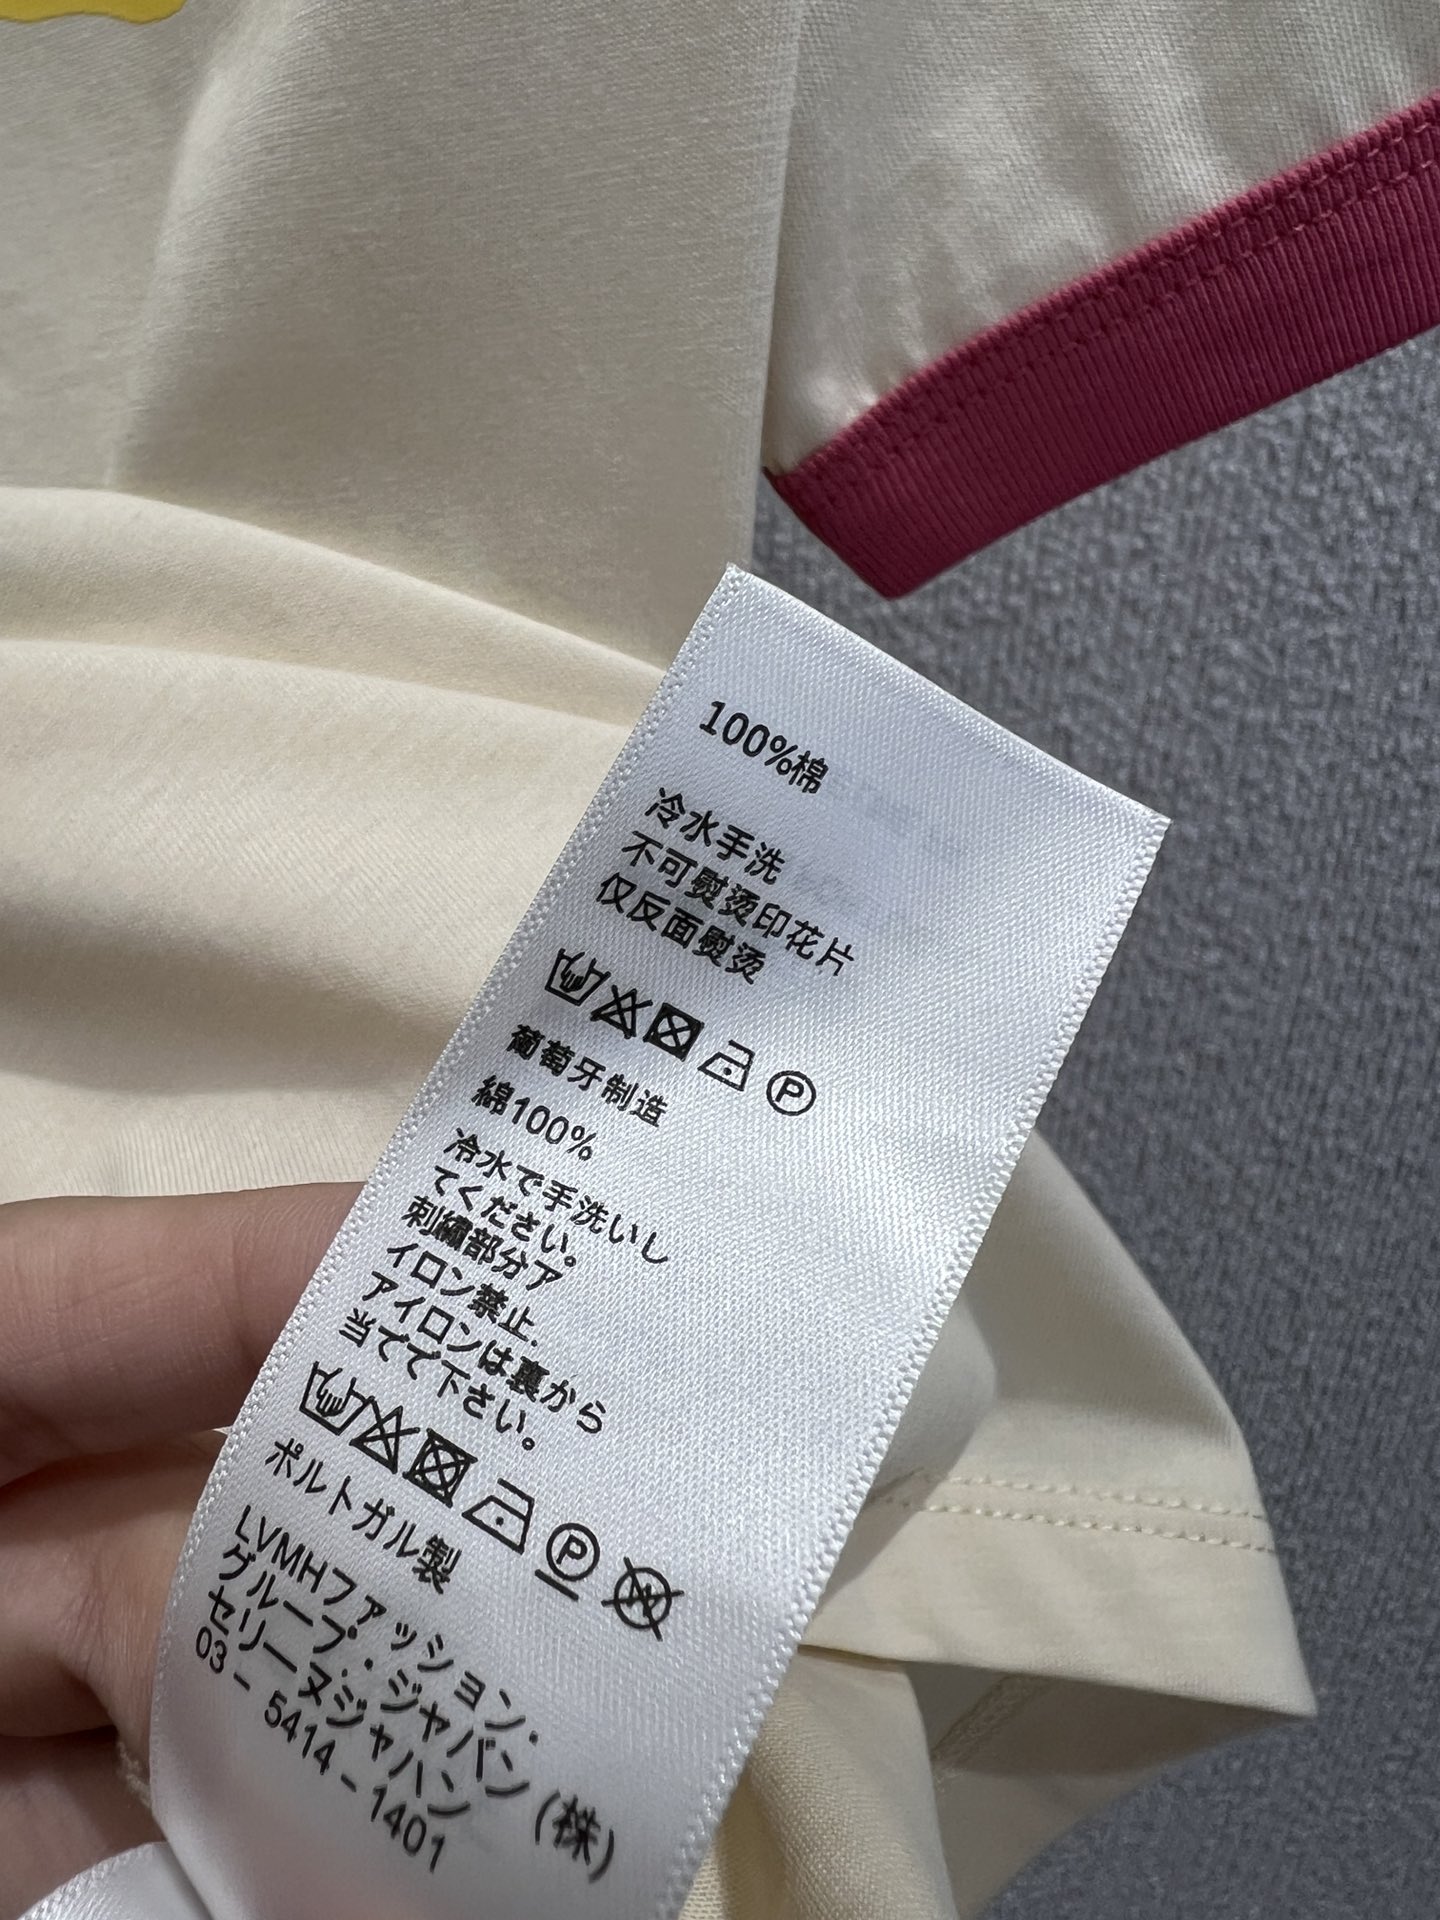 100%棉
冷水手洗
不可熨烫印花片
仅反面熨烫
P
葡萄牙制造
綿100%
冷水で手洗いし
てください。
刺繍部分ア
イロン禁止.
アイロンは裏から
当てで下さい。
P
W
ポルトガル製
LVMHファッション・
グループ・ジャパン (株)
セリーヌジャハン
03 - 5414 - 1401